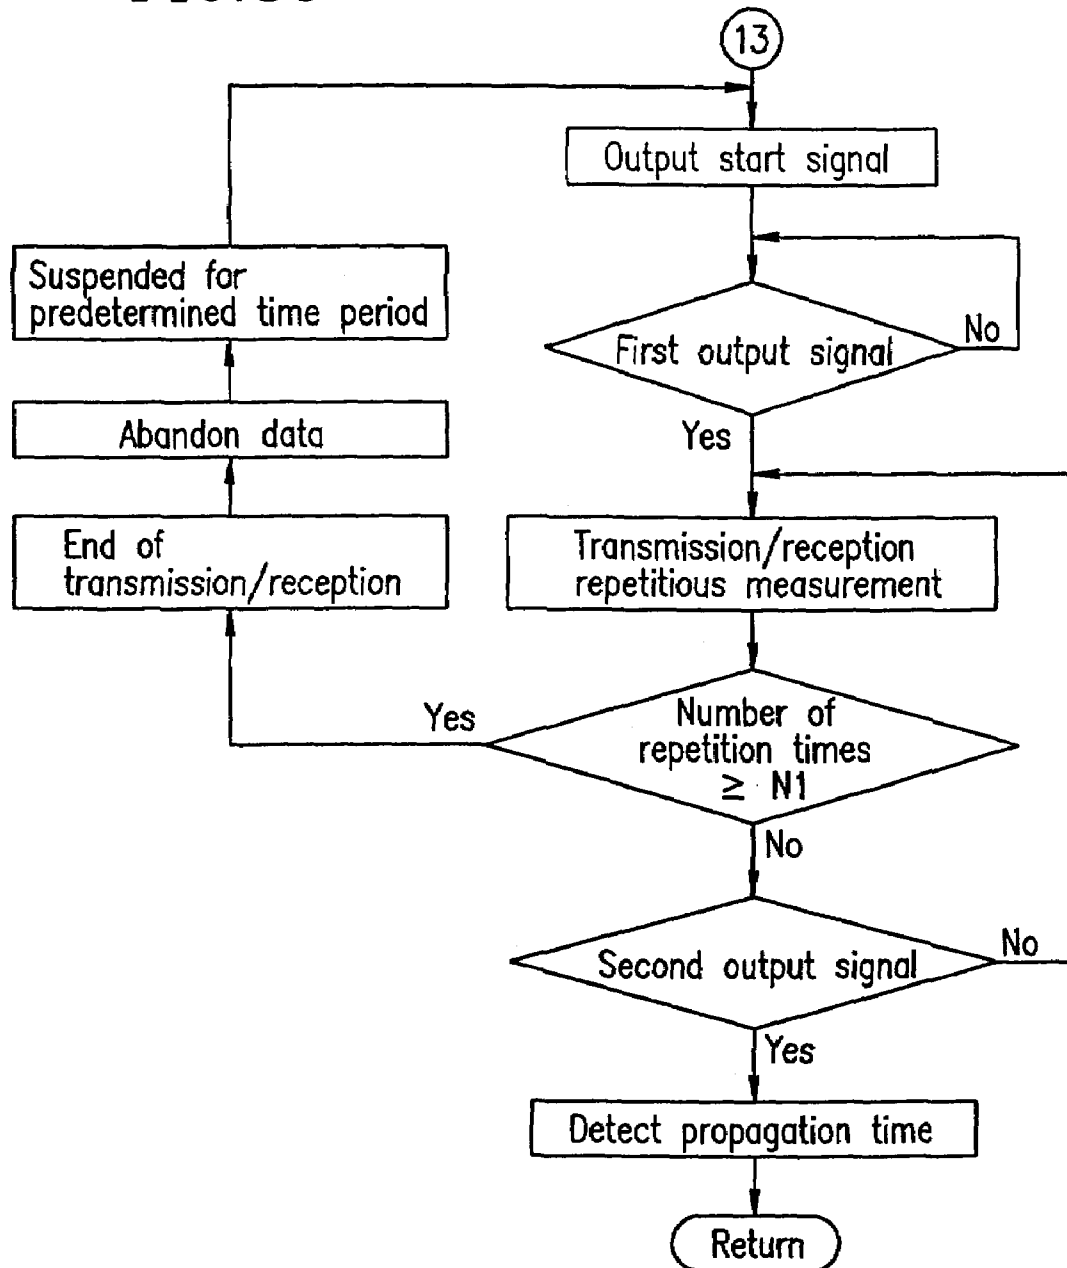 13
Output start signal
Suspended for
predetermined time period
First output signal
No
Abandon data
Yes
End of
transmission/reception
Transmission/reception
repetitious measurement
Yes
Number of
repetition times
≥ N1
No
Second output signal
No
Yes
Detect propagation time
Return